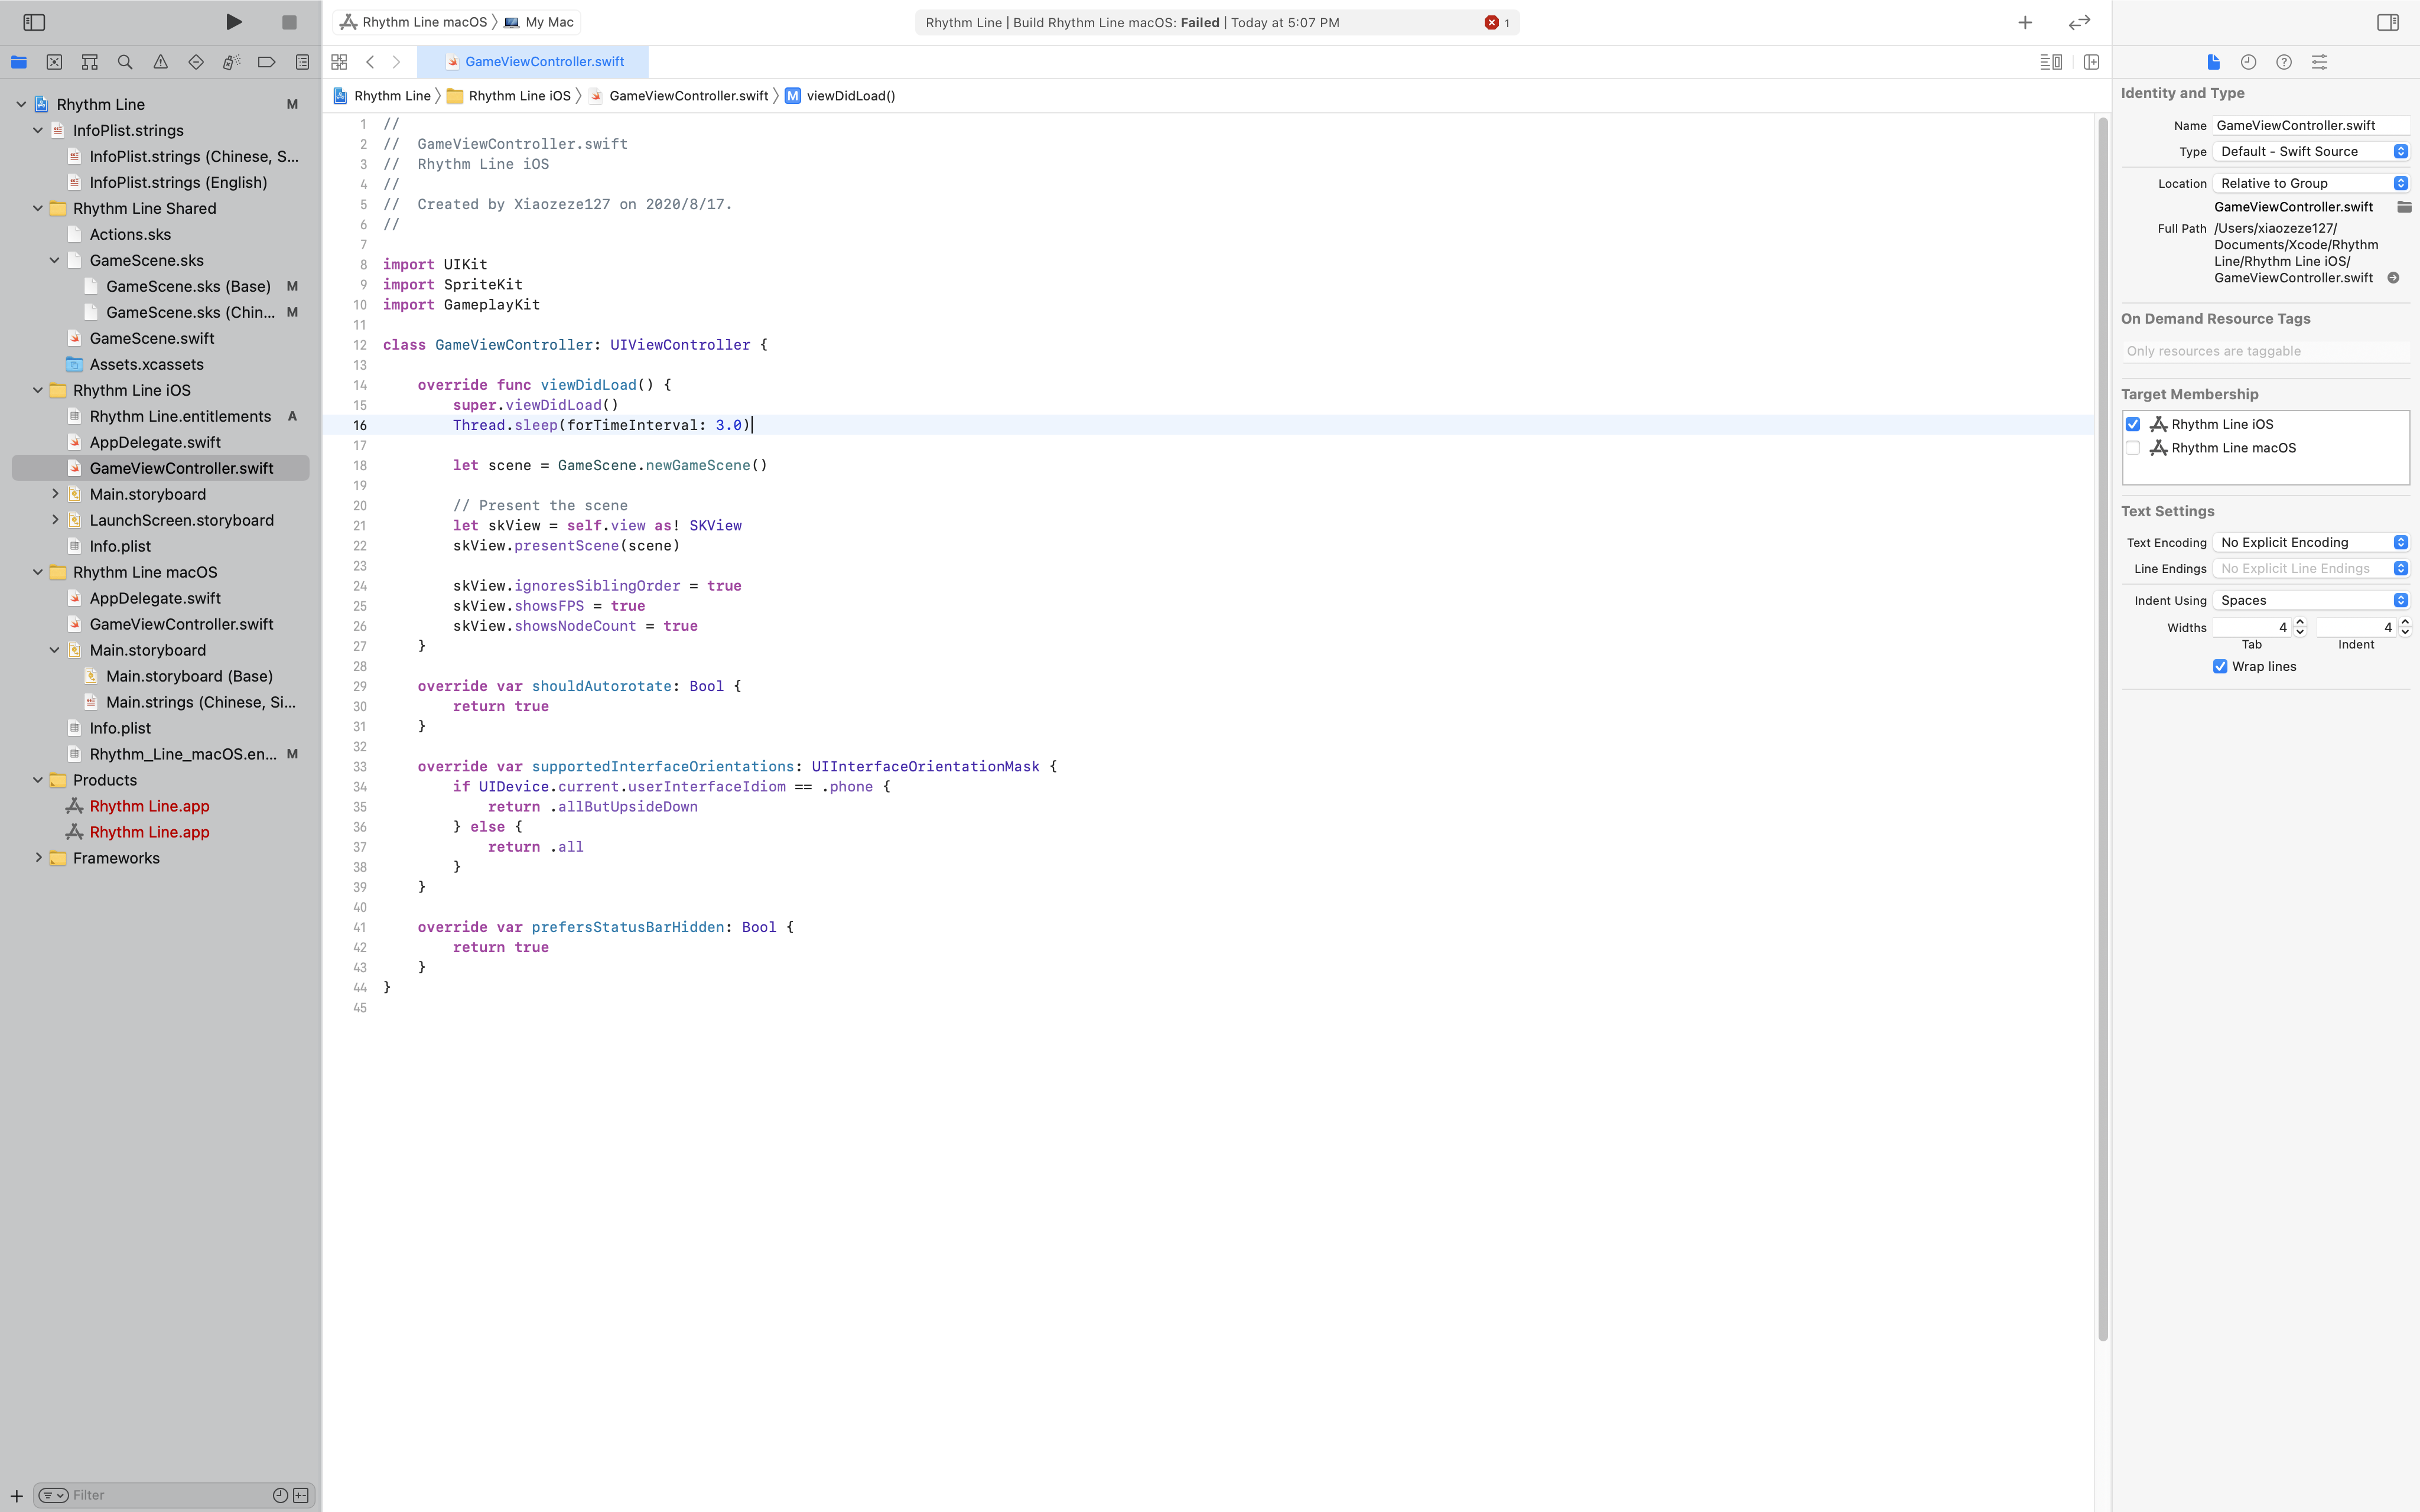 Rhythm Line macOS 〉 My Mac
Rhythm Line | Build Rhythm Line macOS: Failed | Today at 5:07 PM
1
Rhythm Line M
InfoPlist.strings
InfoPlist.strings (Chinese, S...
InfoPlist.strings (English)
Rhythm Line Shared
Actions.sks
GameScene.sks
GameScene.sks (Base) M
GameScene.sks (Chin... M
GameScene.swift
Assets.xcassets
Rhythm Line iOS
Rhythm Line.entitlements A
AppDelegate.swift
GameViewController.swift
Main.storyboard
LaunchScreen.storyboard
Info.plist
Rhythm Line macOS
AppDelegate.swift
GameViewController.swift
Main.storyboard
Main.storyboard (Base)
Main.strings (Chinese, Si...
Info.plist
Rhythm_Line_macOS.en... M
Products
Rhythm Line.app
Rhythm Line.app
Frameworks
Filter
GameViewController.swift
Rhythm Line 〉 Rhythm Line iOS 〉 GameViewController.swift 〉 M viewDidLoad()
1 //
2 //  GameViewController.swift
3 //  Rhythm Line iOS
4 //
5 //  Created by Xiaozeze127 on 2020/8/17.
6 //
7
8 import UIKit
9 import SpriteKit
10 import GameplayKit
11
12 class GameViewController: UIViewController {
13
14     override func viewDidLoad() {
15         super.viewDidLoad()
16         Thread.sleep(forTimeInterval: 3.0)
17
18         let scene = GameScene.newGameScene()
19
20         // Present the scene
21         let skView = self.view as! SKView
22         skView.presentScene(scene)
23
24         skView.ignoresSiblingOrder = true
25         skView.showsFPS = true
26         skView.showsNodeCount = true
27     }
28
29     override var shouldAutorotate: Bool {
30         return true
31     }
32
33     override var supportedInterfaceOrientations: UIInterfaceOrientationMask {
34         if UIDevice.current.userInterfaceIdiom == .phone {
35             return .allButUpsideDown
36         } else {
37             return .all
38         }
39     }
40
41     override var prefersStatusBarHidden: Bool {
42         return true
43     }
44 }
45
Identity and Type
Name GameViewController.swift
Type Default - Swift Source
Location Relative to Group
GameViewController.swift
Full Path /Users/xiaozeze127/
Documents/Xcode/Rhythm
Line/Rhythm Line iOS/
GameViewController.swift
On Demand Resource Tags
Only resources are taggable
Target Membership
Rhythm Line iOS
Rhythm Line macOS
Text Settings
Text Encoding No Explicit Encoding
Line Endings No Explicit Line Endings
Indent Using Spaces
Widths 4 4
Tab Indent
Wrap lines